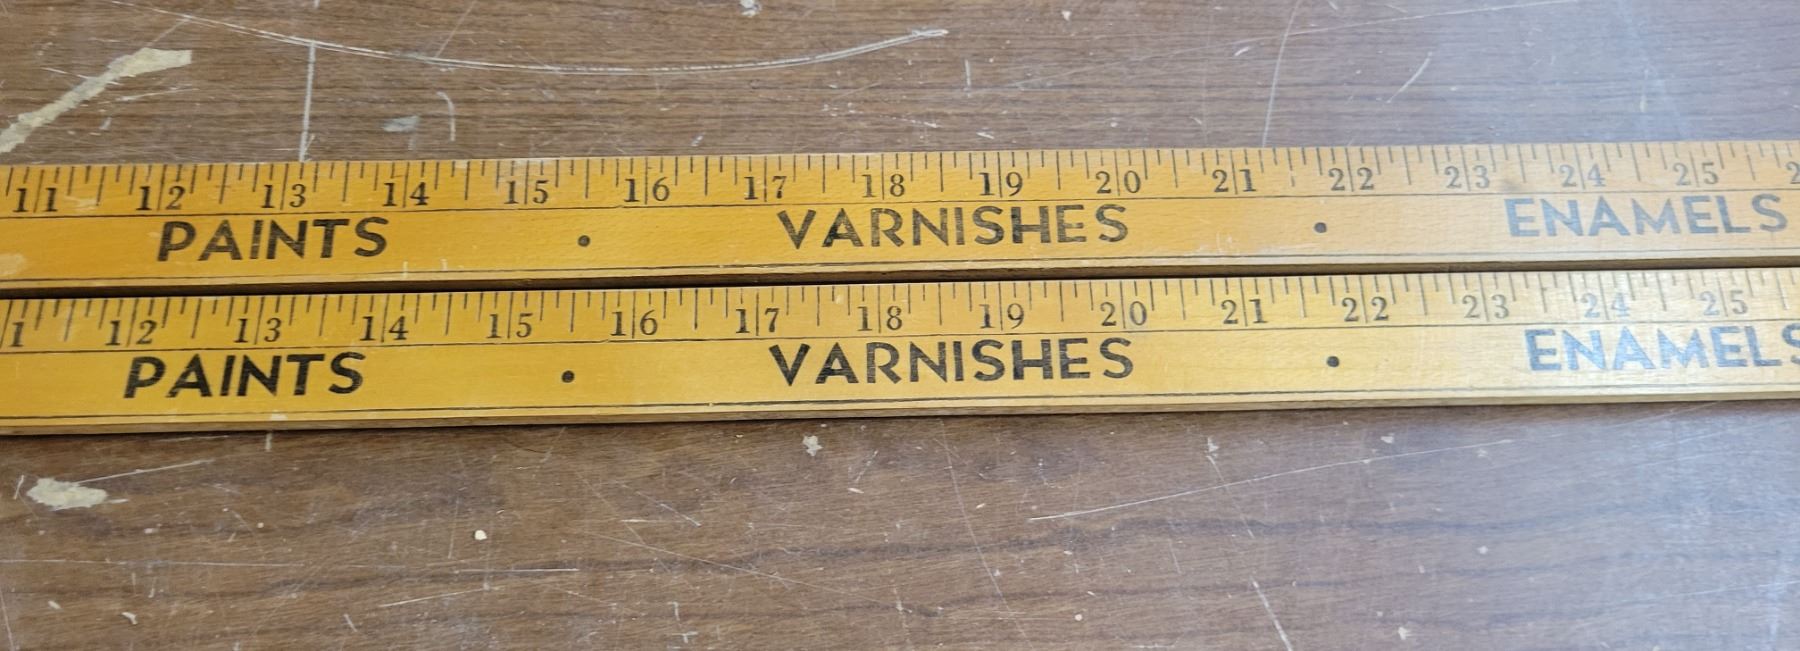 11 12 13 14 15 16 17 18 19 20 21 22 23 24 25
PAINTS • VARNISHES • ENAMELS
12 13 14 15 16 17 18 19 20 21 22 23 24 25
PAINTS • VARNISHES • ENAMELS